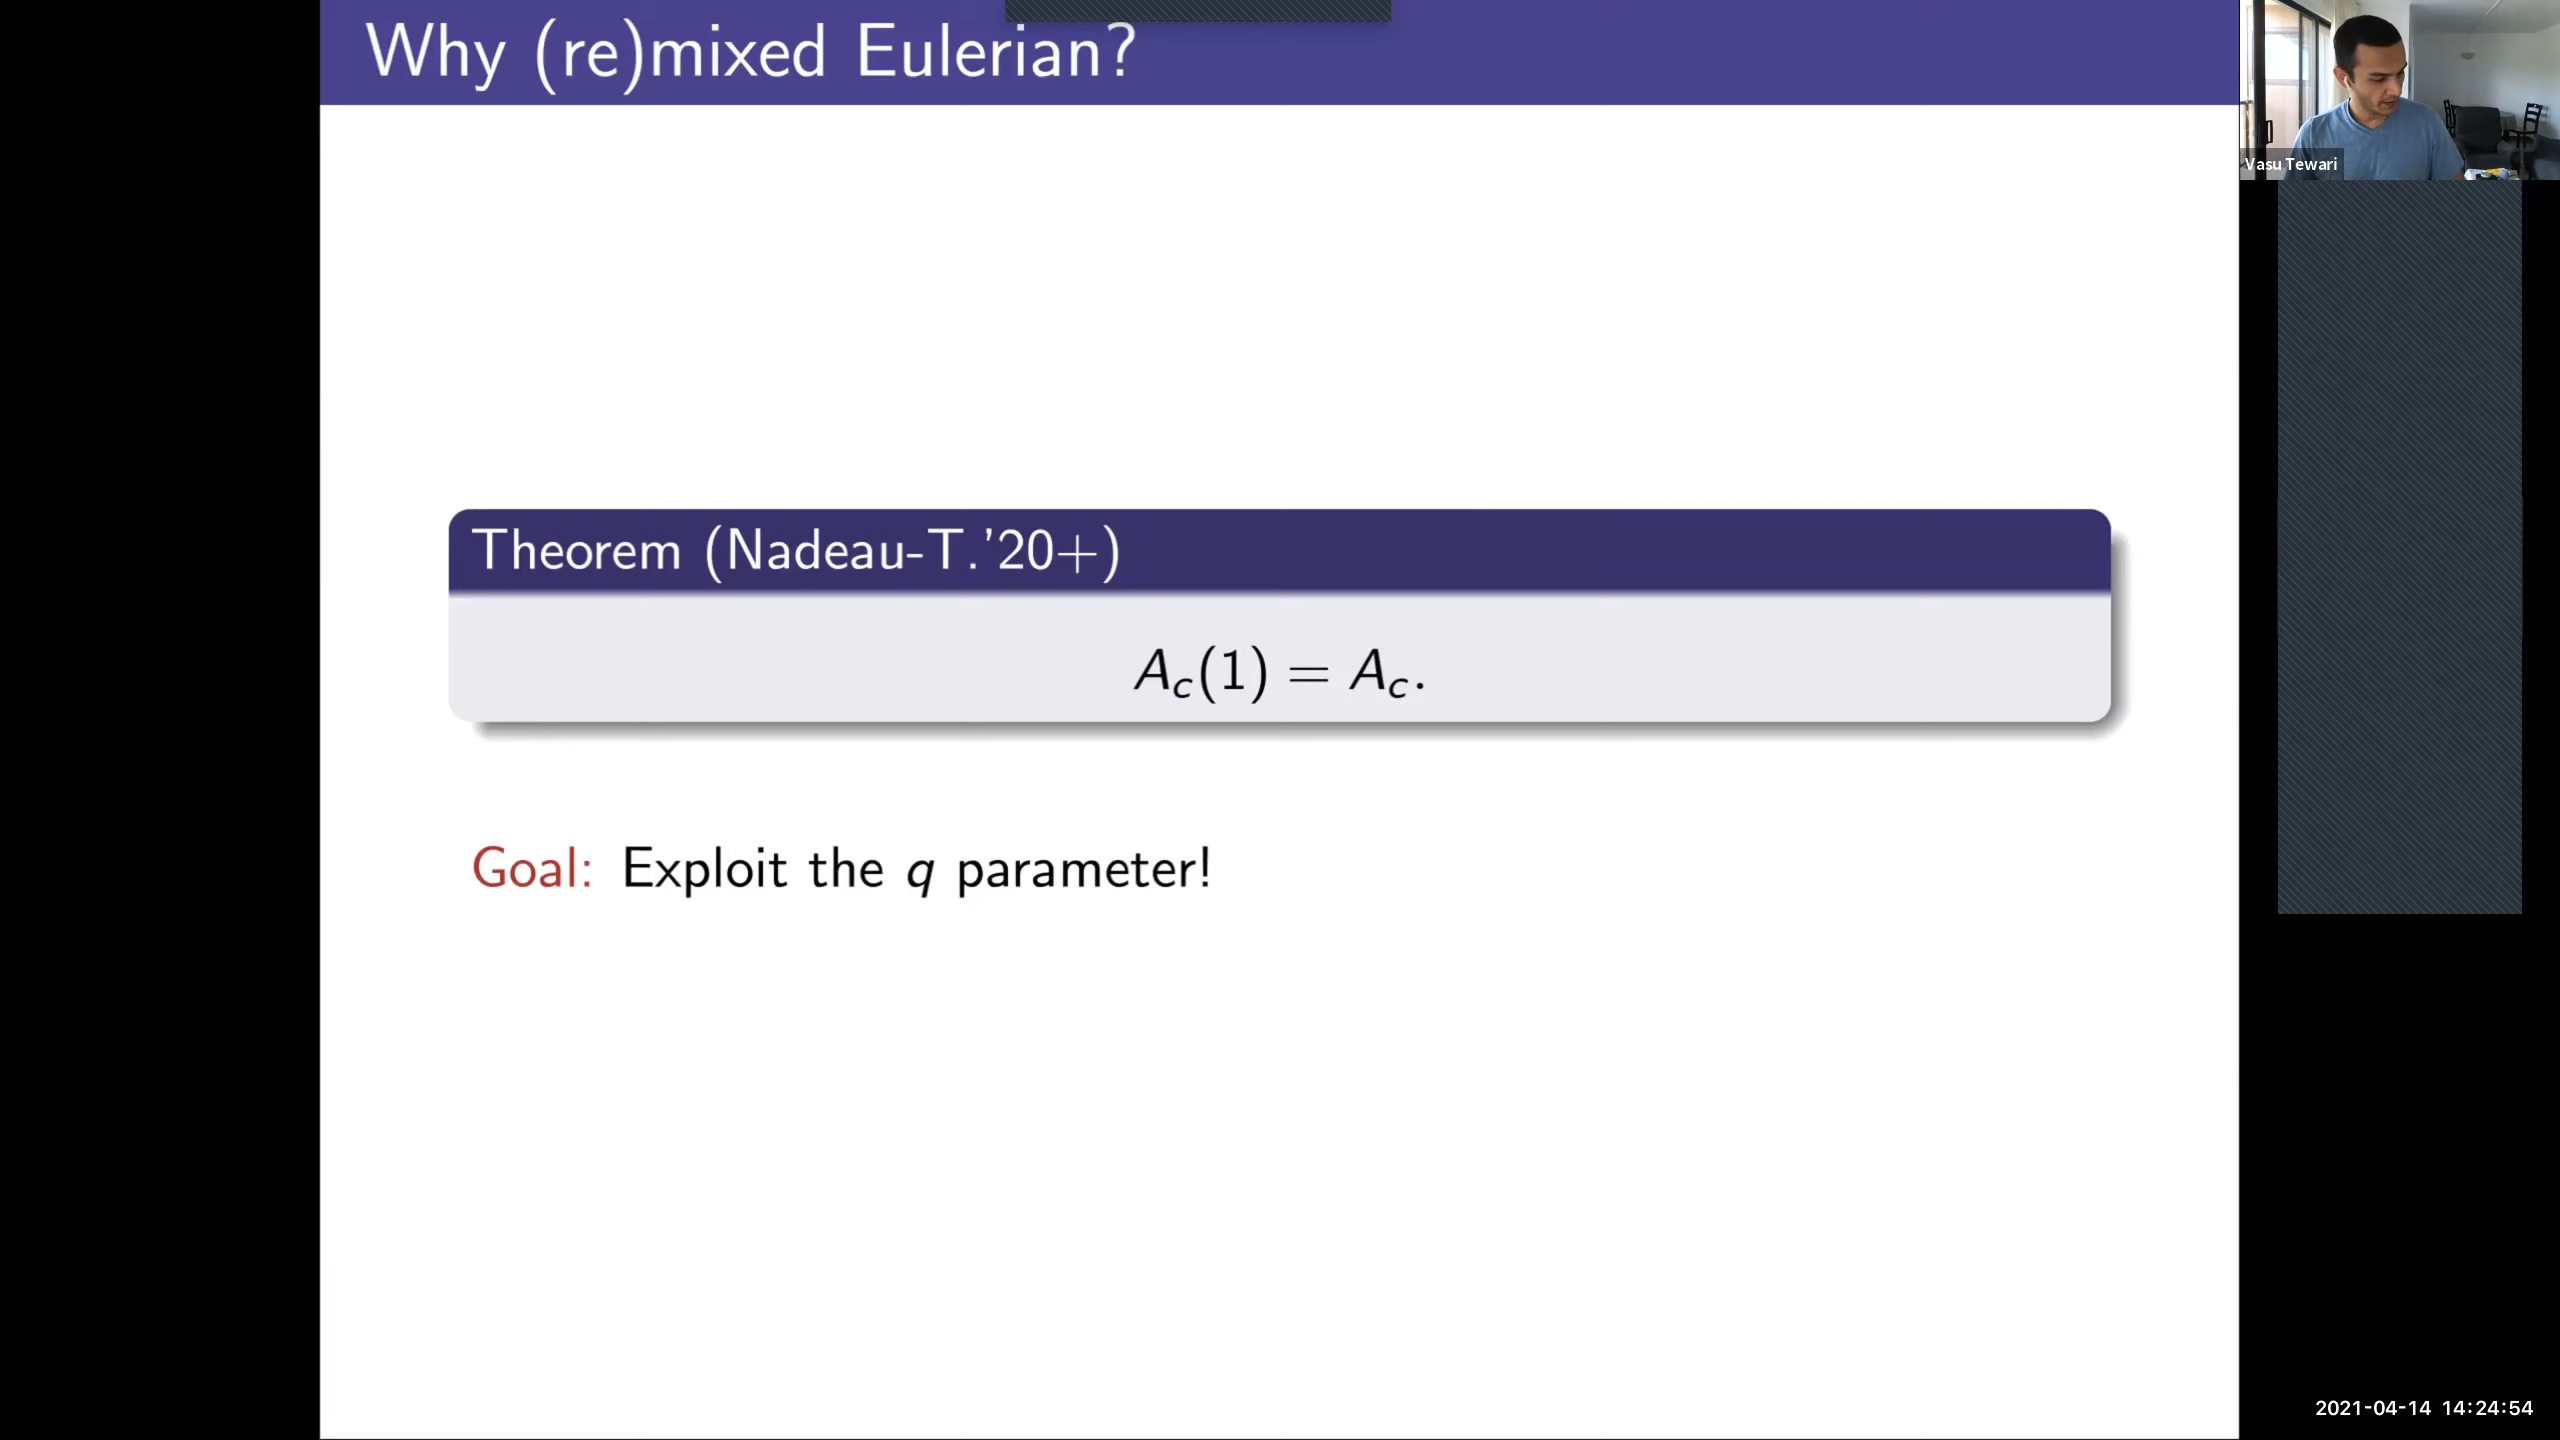 Why (re)mixed Eulerian?
Vasu Tewari
Theorem (Nadeau-T.'20+)
A_c(1) = A_c.
Goal: Exploit the q parameter!
2021-04-14 14:24:54